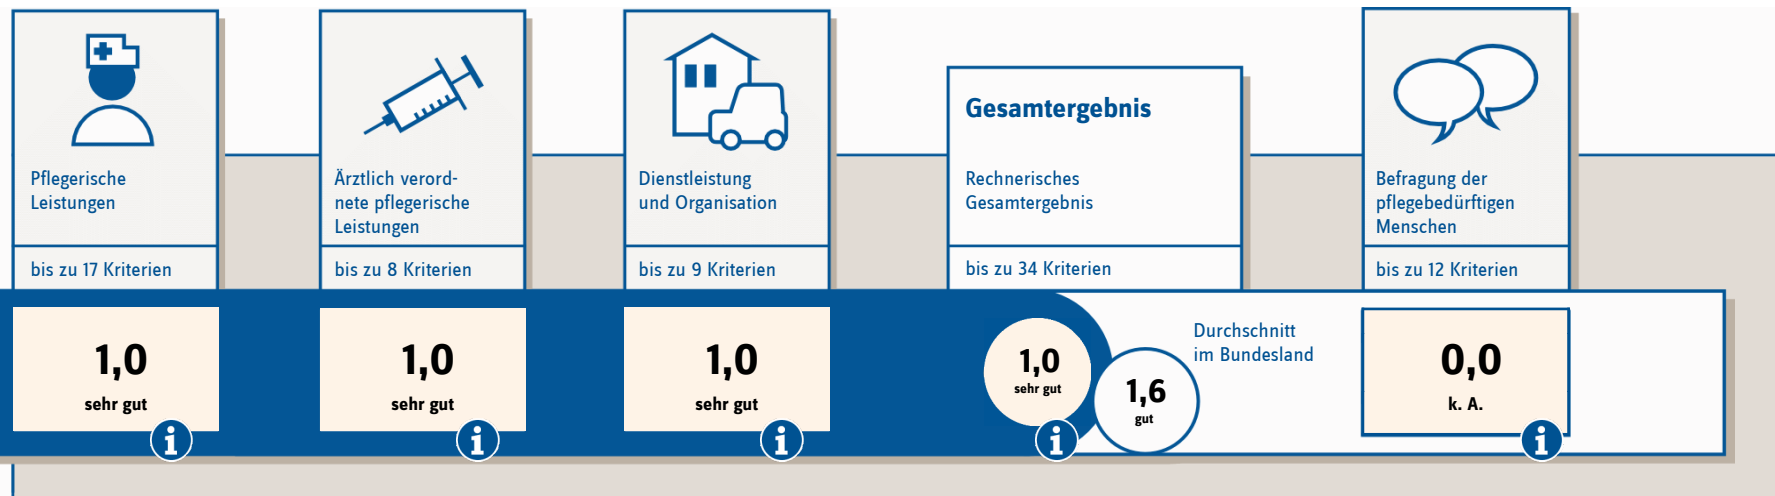 Pflegerische
Leistungen
bis zu 17 Kriterien
1,0
sehr gut
i
Ärztlich verord-
nete pflegerische
Leistungen
bis zu 8 Kriterien
1,0
sehr gut
i
Dienstleistung
und Organisation
bis zu 9 Kriterien
1,0
sehr gut
i
Gesamtergebnis
Rechnerisches
Gesamtergebnis
bis zu 34 Kriterien
1,0
sehr gut
i
1,6
gut
Durchschnitt
im Bundesland
Befragung der
pflegebedürftigen
Menschen
bis zu 12 Kriterien
0,0
k. A.
i